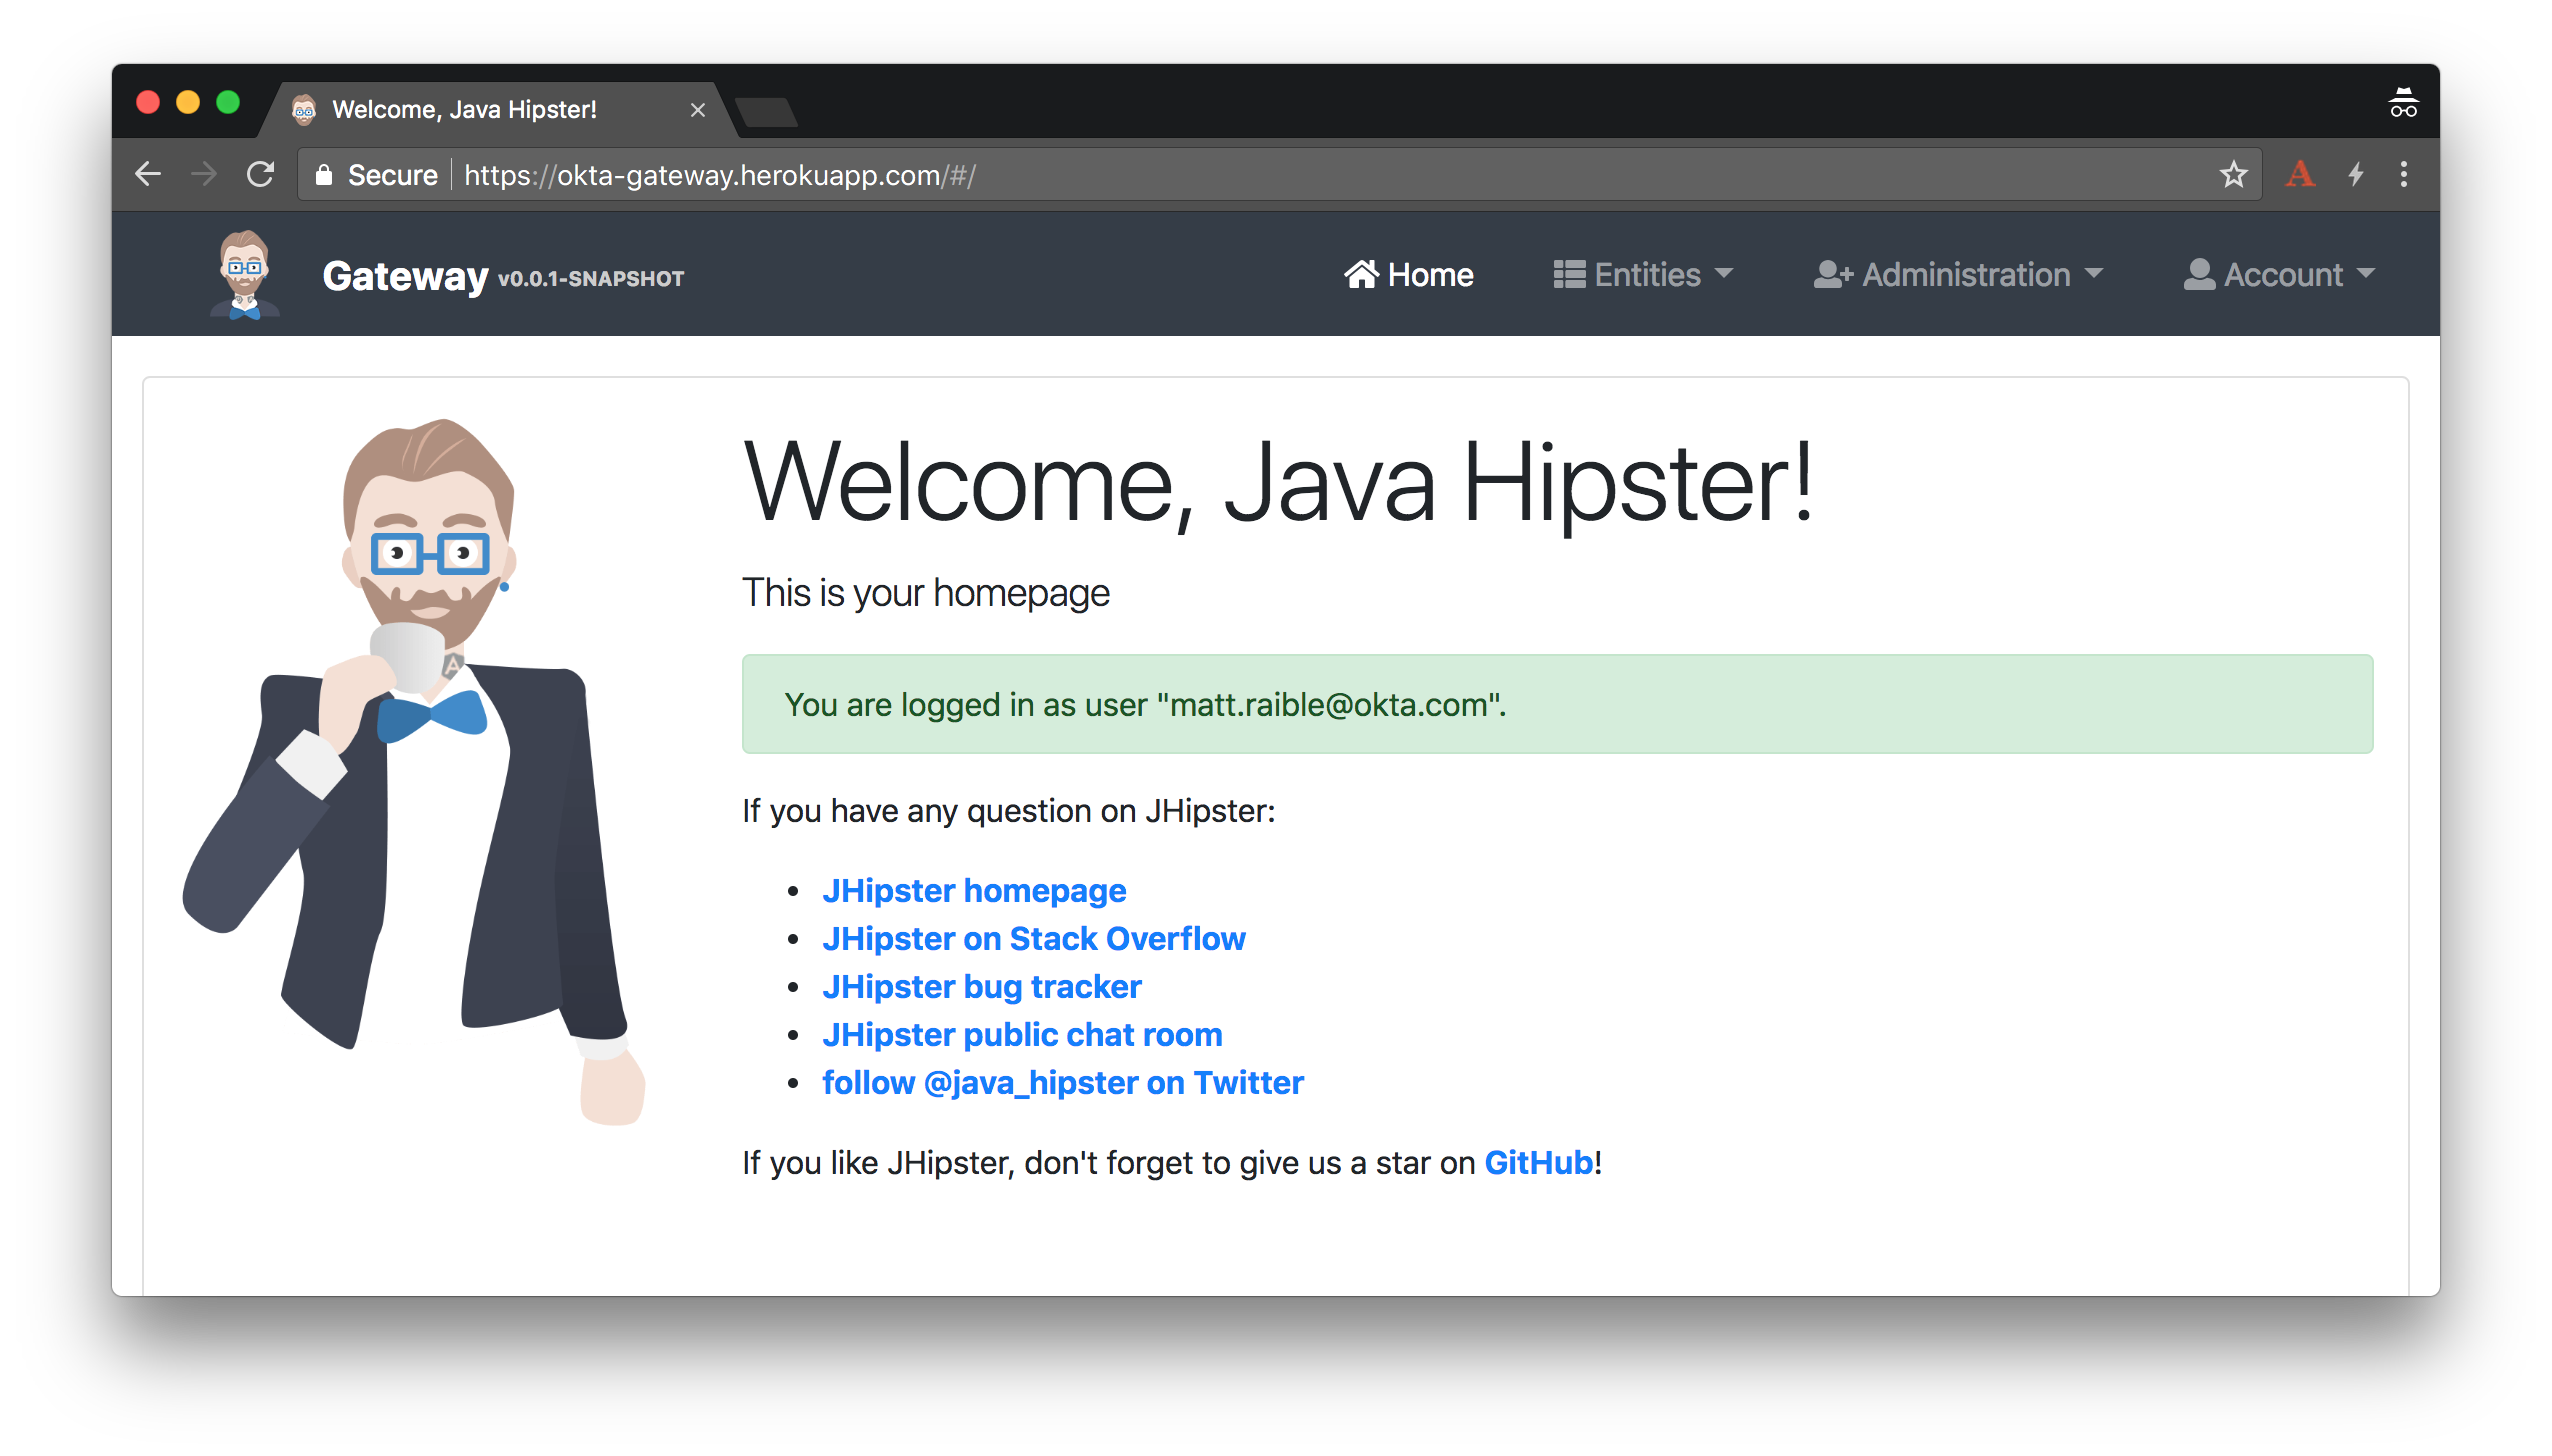 Welcome, Java Hipster!
Secure https://okta-gateway.herokuapp.com/#/
A
Gateway v0.0.1-SNAPSHOT Home Entities Administration Account
Welcome, Java Hipster!
This is your homepage
A
You are logged in as user "matt.raible@okta.com".
If you have any question on JHipster:
JHipster homepage
JHipster on Stack Overflow
JHipster bug tracker
JHipster public chat room
follow @java_hipster on Twitter
If you like JHipster, don't forget to give us a star on GitHub!